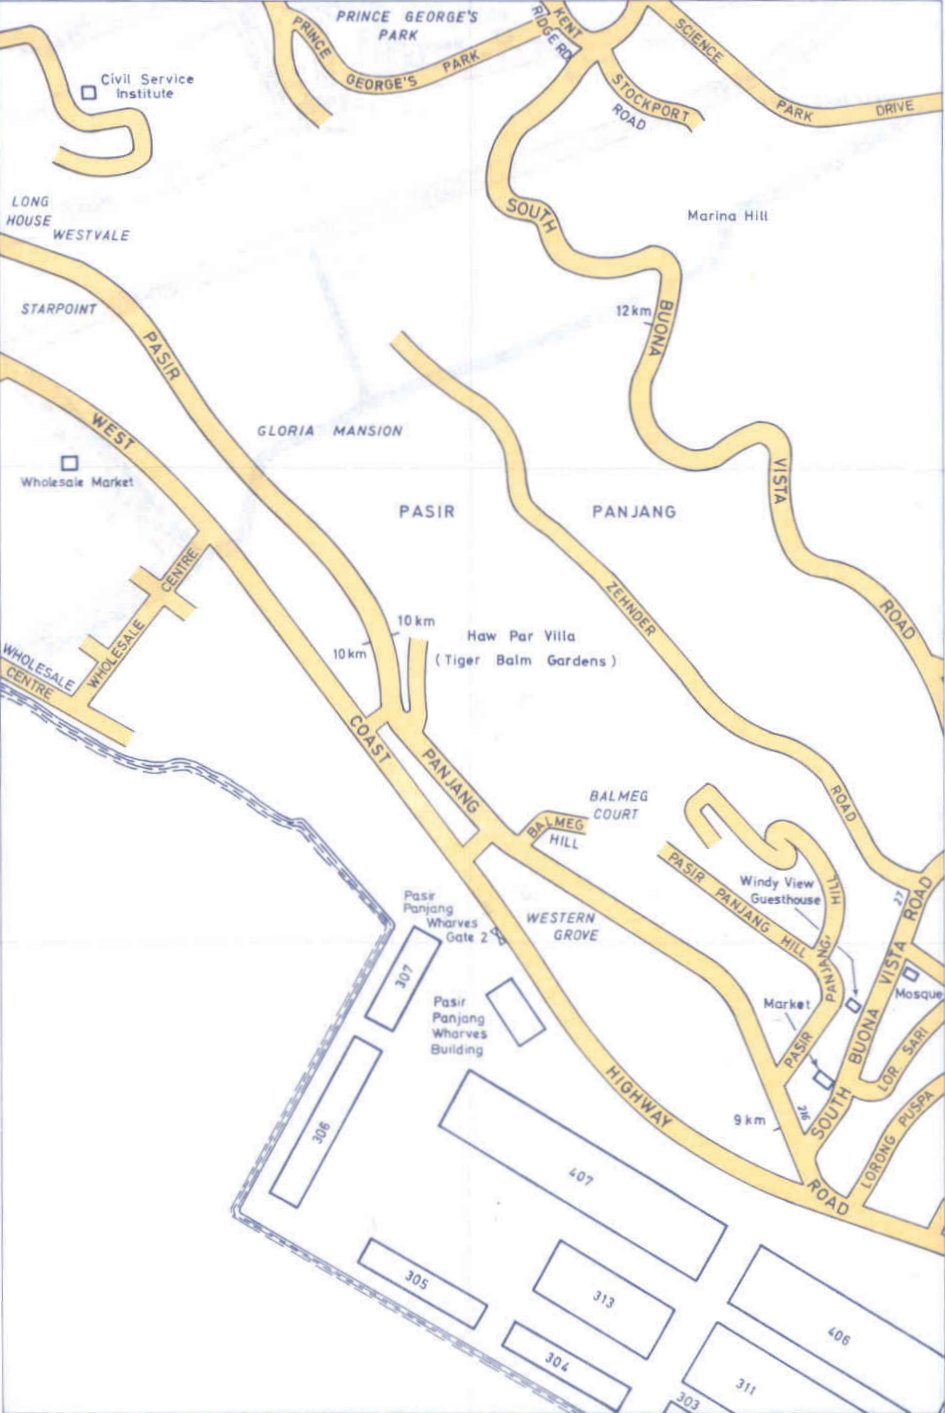 PRINCE GEORGE'S
PARK
PRINCE GEORGE'S PARK
KENT
RIDGE RD
SCIENCE PARK DRIVE
STOCKPORT
ROAD
Civil Service
Institute
LONG
HOUSE
WESTVALE
STARPOINT
SOUTH BUONA VISTA ROAD
Marina Hill
12 km
PASIR PANJANG ROAD
WEST COAST HIGHWAY
GLORIA MANSION
Wholesale Market
PASIR PANJANG
ZEHNDER ROAD
WHOLESALE CENTRE
WHOLESALE
CENTRE
10 km
10 km
Haw Par Villa
(Tiger Balm Gardens)
BALMEG
COURT
BALMEG
HILL
PASIR PANJANG HILL
PASIR PANJANG HILL
Windy View
Guesthouse
27
SOUTH BUONA VISTA ROAD
Mosque
Market
LOR SARI
LORONG PUSPA
216
9 km
WESTERN
GROVE
Pasir
Panjang
Wharves
Gate 2
Pasir
Panjang
Wharves
Building
307
306
407
305
313
304
406
311
303